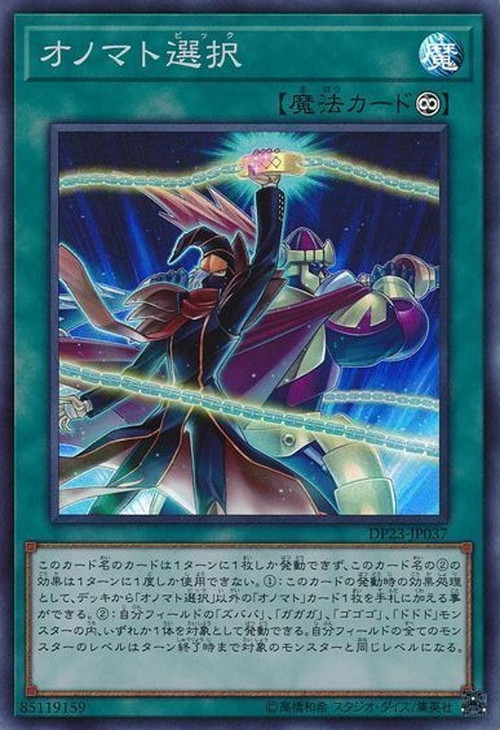 オノマト選択
ピック
魔
【魔法カード】
DP23-JP037
このカード名のカードは1ターンに1枚しか発動できず、このカード名の②の
効果は1ターンに1度しか使用できない。①:このカードの発動時の効果処理
として、デッキから「オノマト選択」以外の「オノマト」カード1枚を手札に加える事
ができる。②:自分フィールドの「ズババ」、「ガガガ」、「ゴゴゴ」、「ドドド」モン
スターの内、いずれか1体を対象として発動できる。自分フィールドの全てのモン
スターのレベルはターン終了時まで対象のモンスターと同じレベルになる。
85119159
©高橋和希 スタジオ・ダイス/集英社